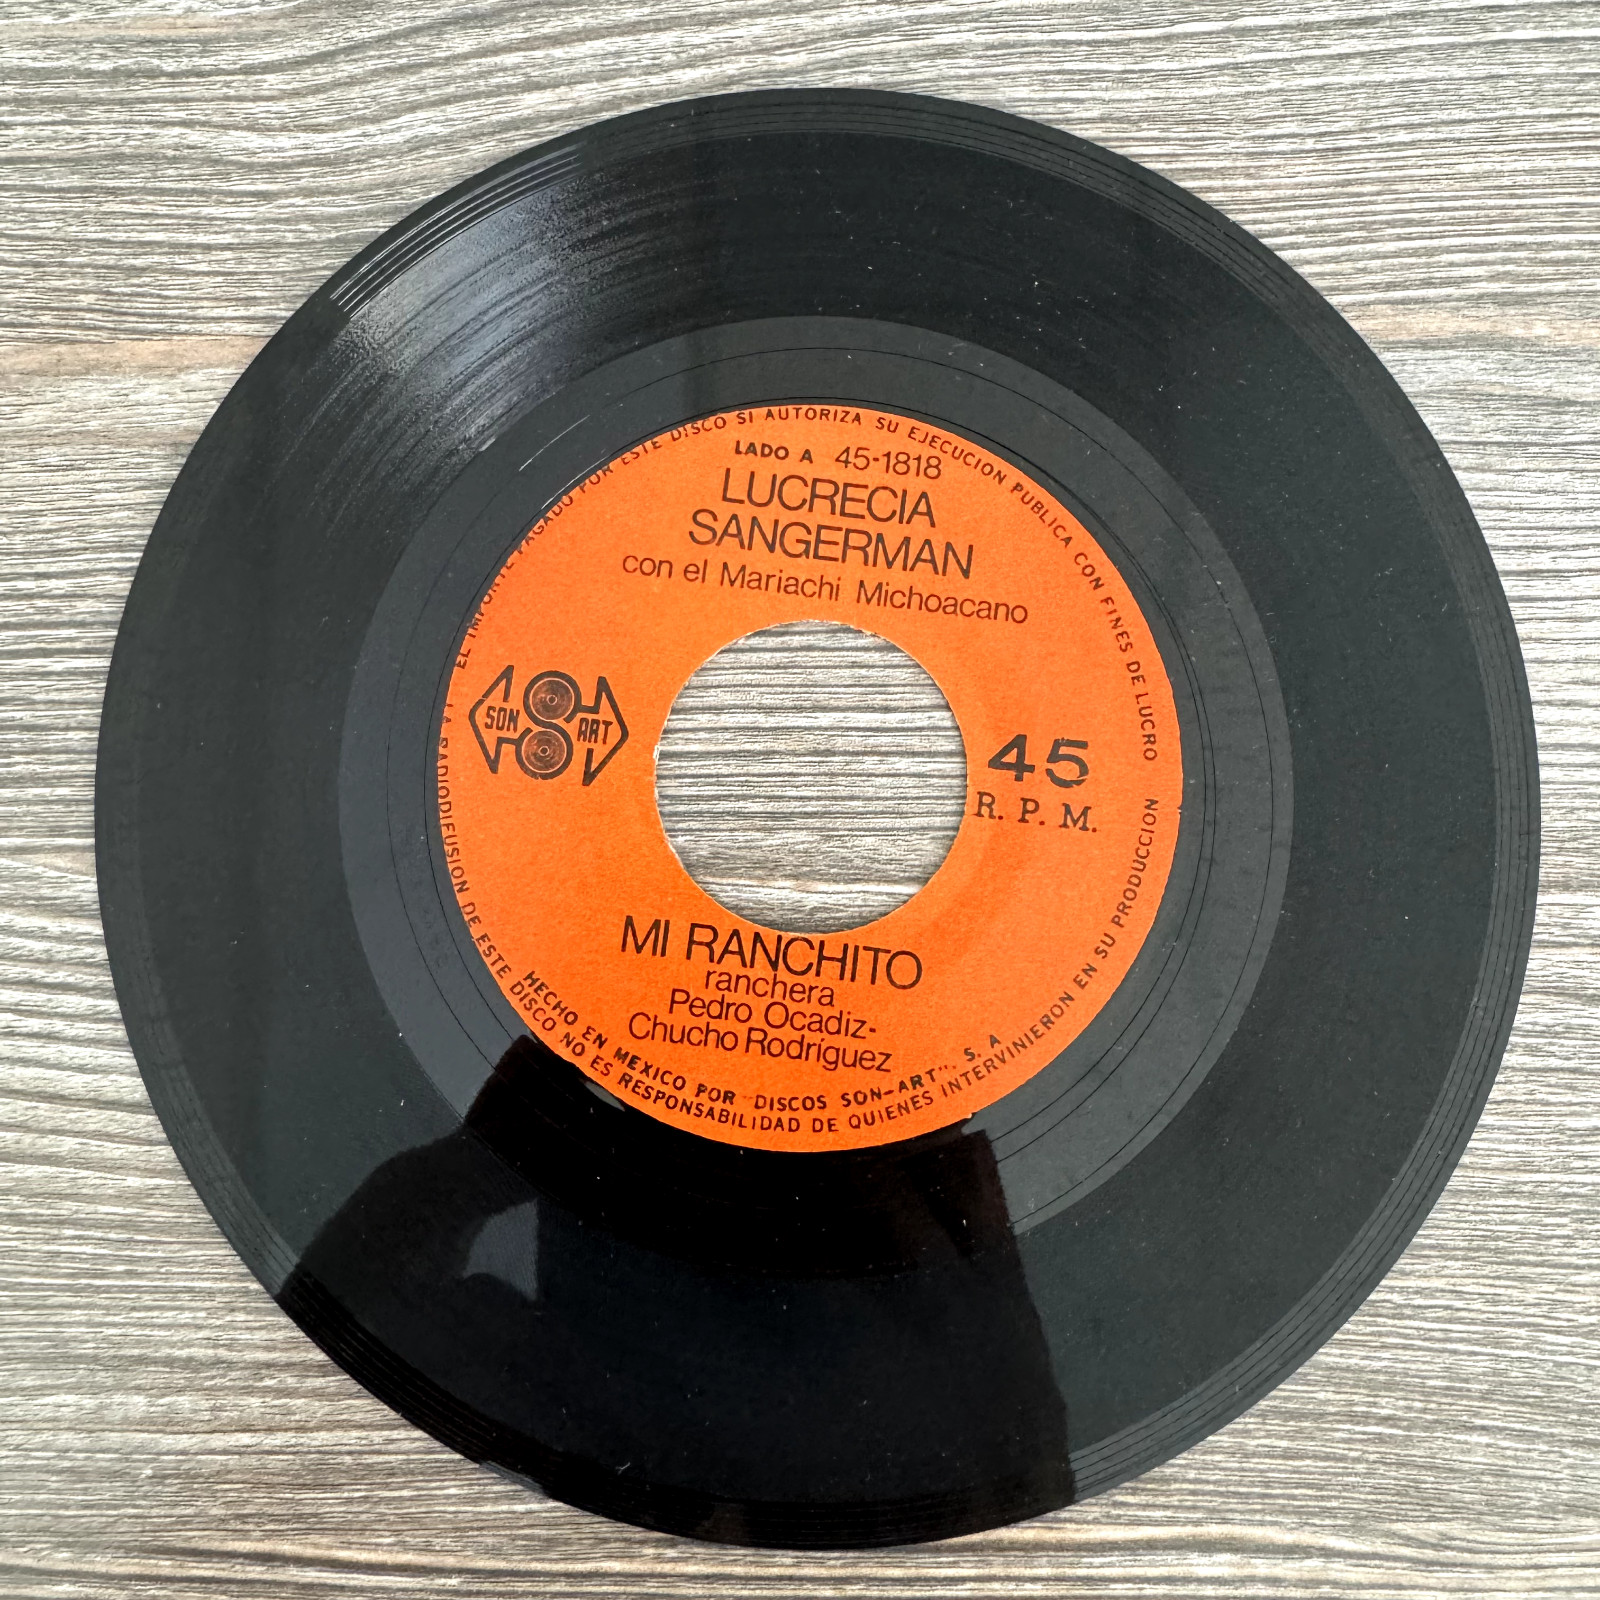 EL IMPORTE PAGADO POR ESTE DISCO SI AUTORIZA SU EJECUCION PUBLICA CON FINES DE LUCRO
LADO A 45-1818
LUCRECIA
SANGERMAN
con el Mariachi Michoacano
SON ART
45
R. P. M.
MI RANCHITO
ranchera
Pedro Ocadiz-
Chucho Rodríguez
HECHO EN MEXICO POR "DISCOS SON-ART", S. A
LA RADIODIFUSION DE ESTE DISCO NO ES RESPONSABILIDAD DE QUIENES INTERVINIERON EN SU PRODUCCION